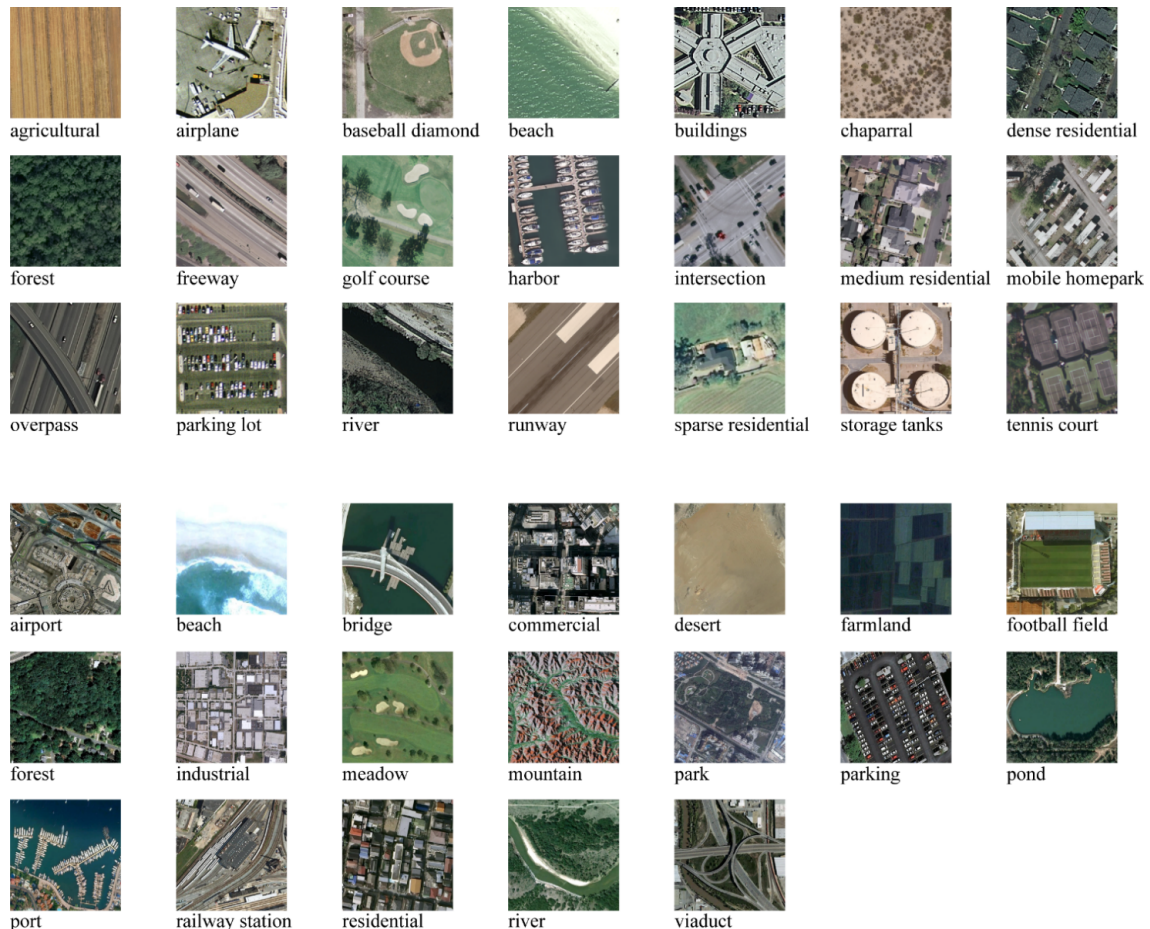 agricultural
airplane
baseball diamond
beach
buildings
chaparral
dense residential
forest
freeway
golf course
harbor
intersection
medium residential
mobile homepark
overpass
parking lot
river
runway
sparse residential
storage tanks
tennis court
airport
beach
bridge
commercial
desert
farmland
football field
forest
industrial
meadow
mountain
park
parking
pond
port
railway station
residential
river
viaduct